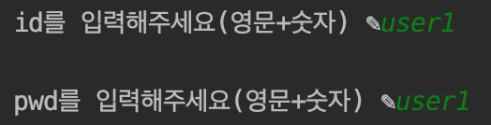 id를 입력해주세요(영문+숫자) ✎user1
pwd를 입력해주세요(영문+숫자) ✎user1